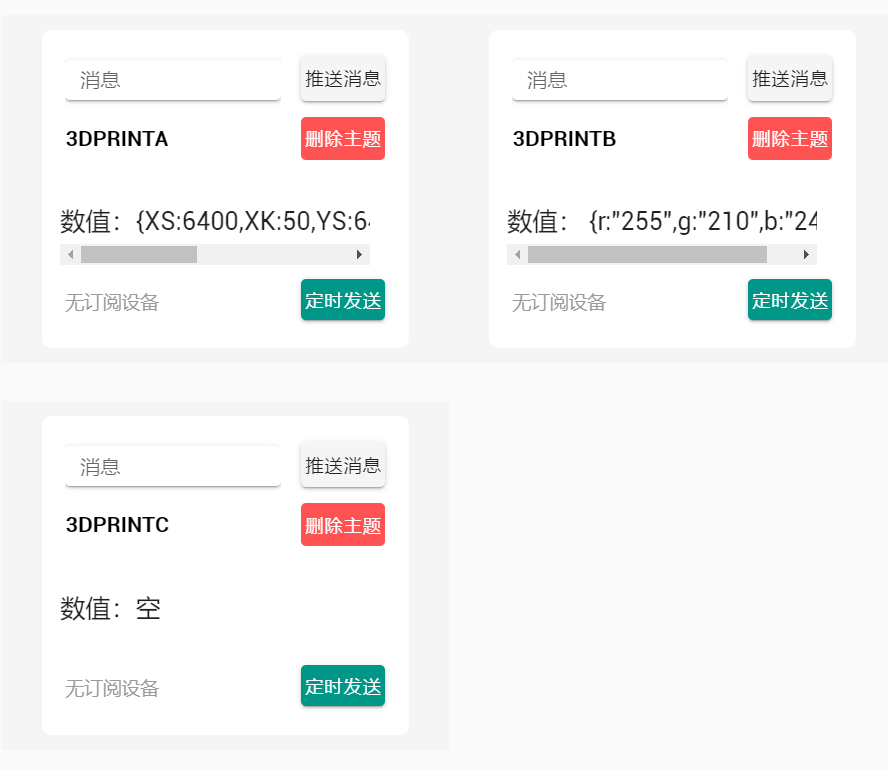 消息 推送消息
3DPRINTA 删除主题
数值：{XS:6400,XK:50,YS:6
无订阅设备 定时发送
消息 推送消息
3DPRINTB 删除主题
数值： {r:"255",g:"210",b:"24
无订阅设备 定时发送
消息 推送消息
3DPRINTC 删除主题
数值：空
无订阅设备 定时发送